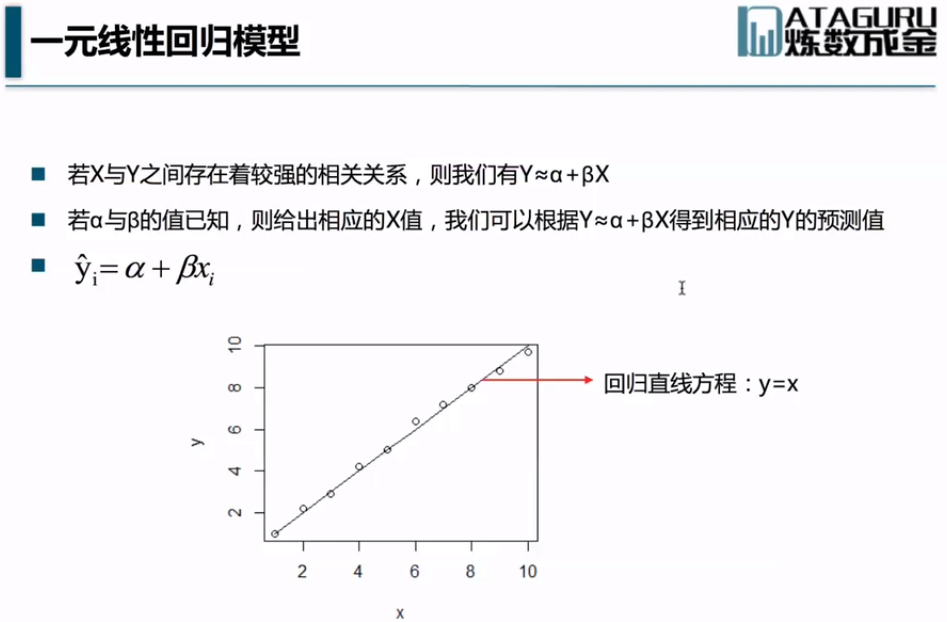 一元线性回归模型
ATAGURU
炼数成金
若X与Y之间存在着较强的相关关系，则我们有Y≈α+βX
若α与β的值已知，则给出相应的X值，我们可以根据Y≈α+βX得到相应的Y的预测值
ŷᵢ=α+βxᵢ
10
8
6
4
2
y
回归直线方程：y=x
2 4 6 8 10
x